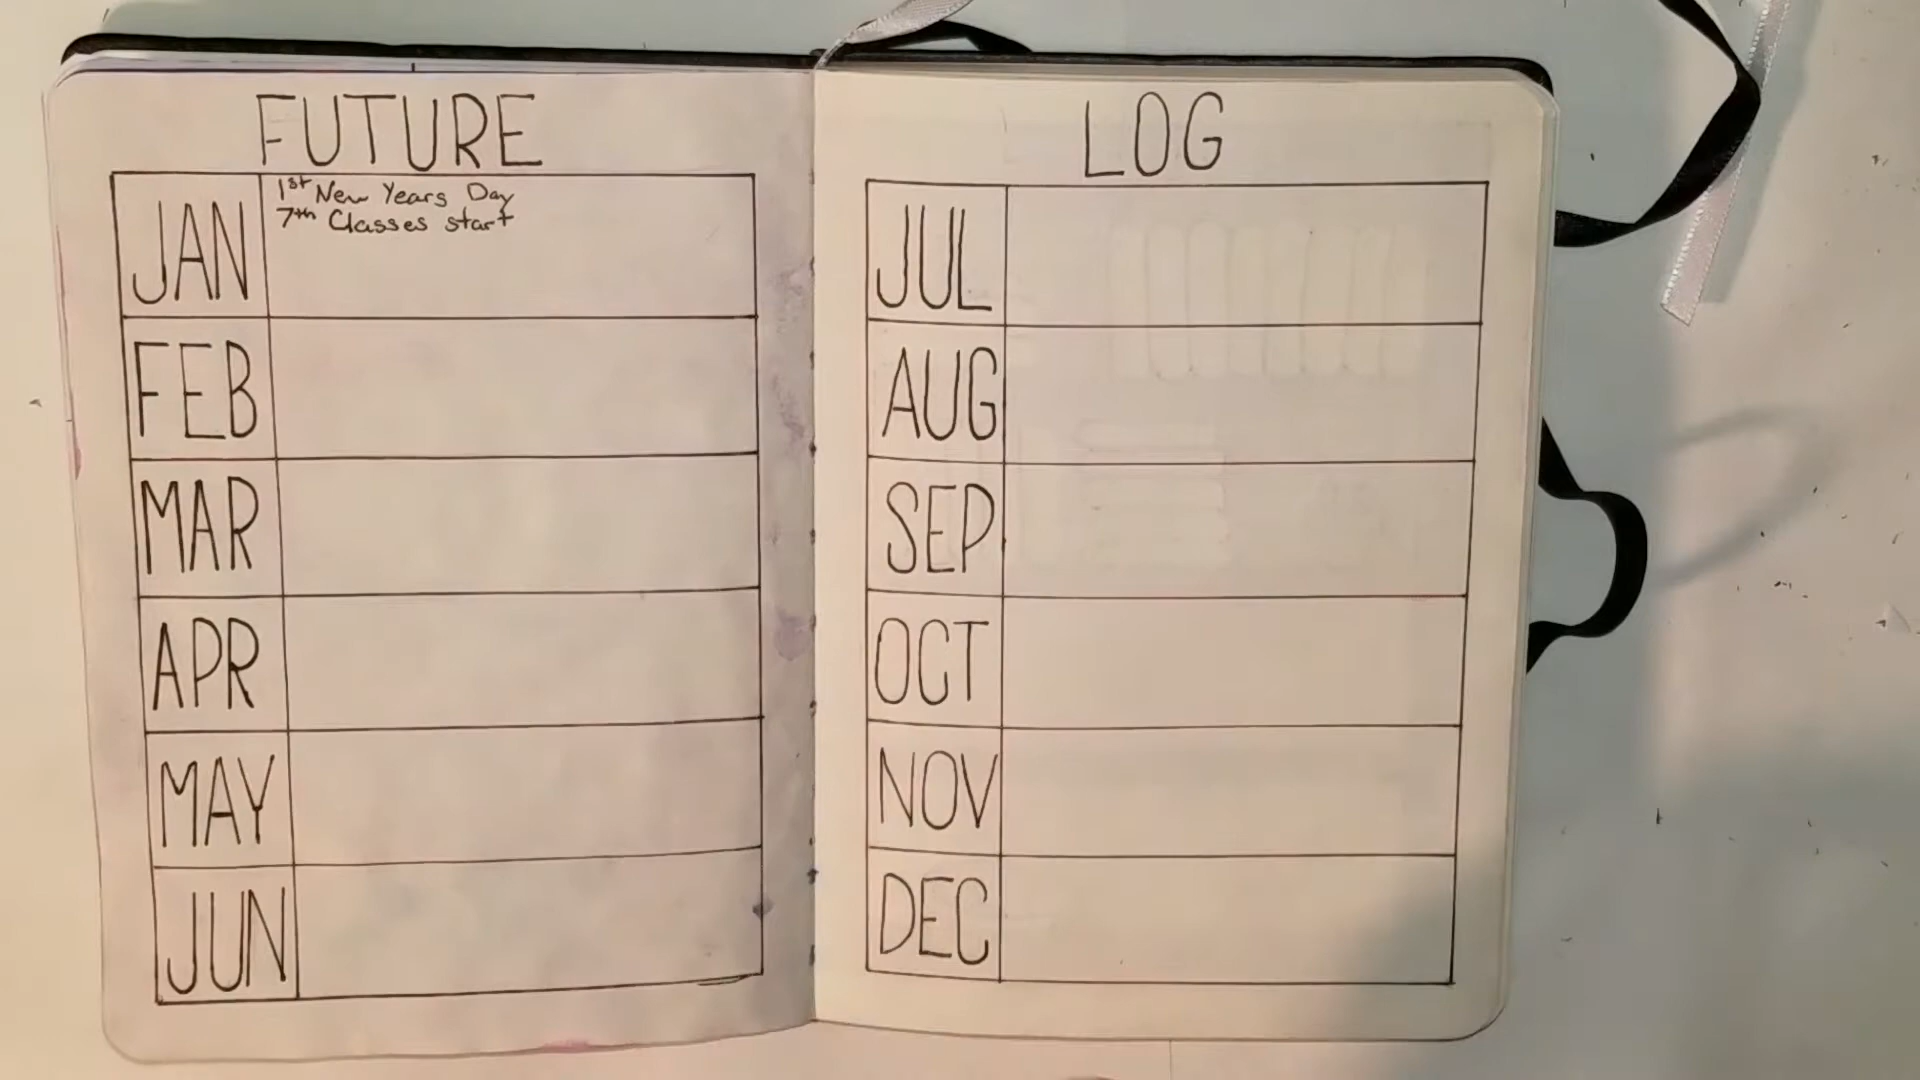 FUTURE
JAN
1st New Years Day
7th Classes start
FEB
MAR
APR
MAY
JUN
LOG
JUL
AUG
SEP
OCT
NOV
DEC